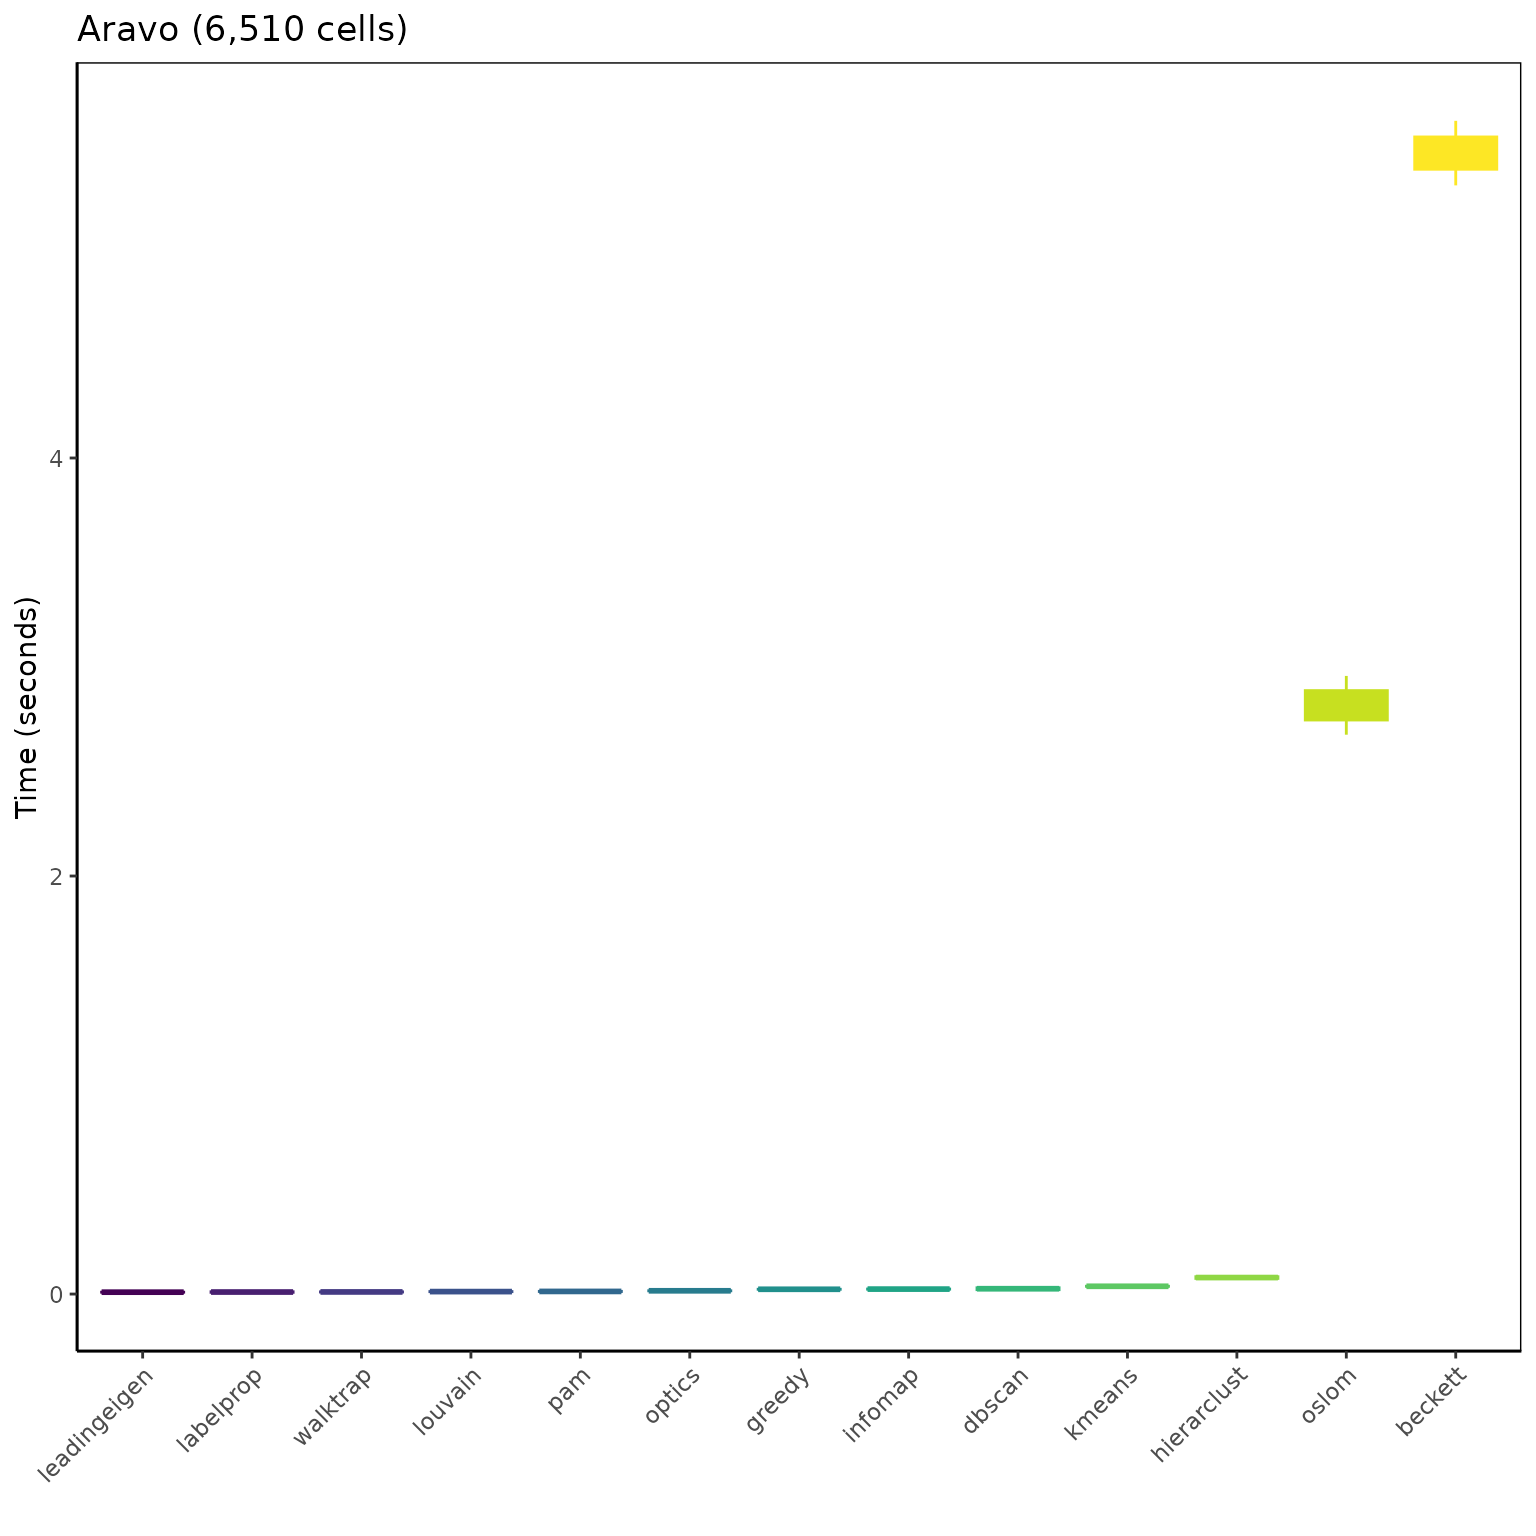 Aravo (6,510 cells)
Time (seconds)
4
2
0
leadingeigen
labelprop
walktrap
louvain
pam
optics
greedy
infomap
dbscan
kmeans
hierarclust
oslom
beckett